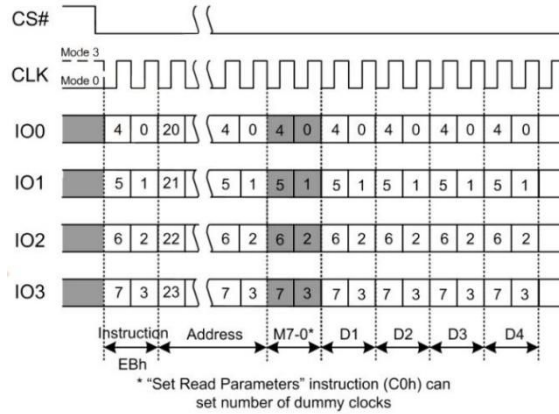 CS#
Mode 3
CLK
Mode 0
IO0 4 0 20 4 0 4 0 4 0 4 0 4 0 4 0
IO1 5 1 21 5 1 5 1 5 1 5 1 5 1 5 1
IO2 6 2 22 6 2 6 2 6 2 6 2 6 2 6 2
IO3 7 3 23 7 3 7 3 7 3 7 3 7 3 7 3
Instruction Address M7-0* D1 D2 D3 D4
EBh
* “Set Read Parameters” instruction (C0h) can
set number of dummy clocks